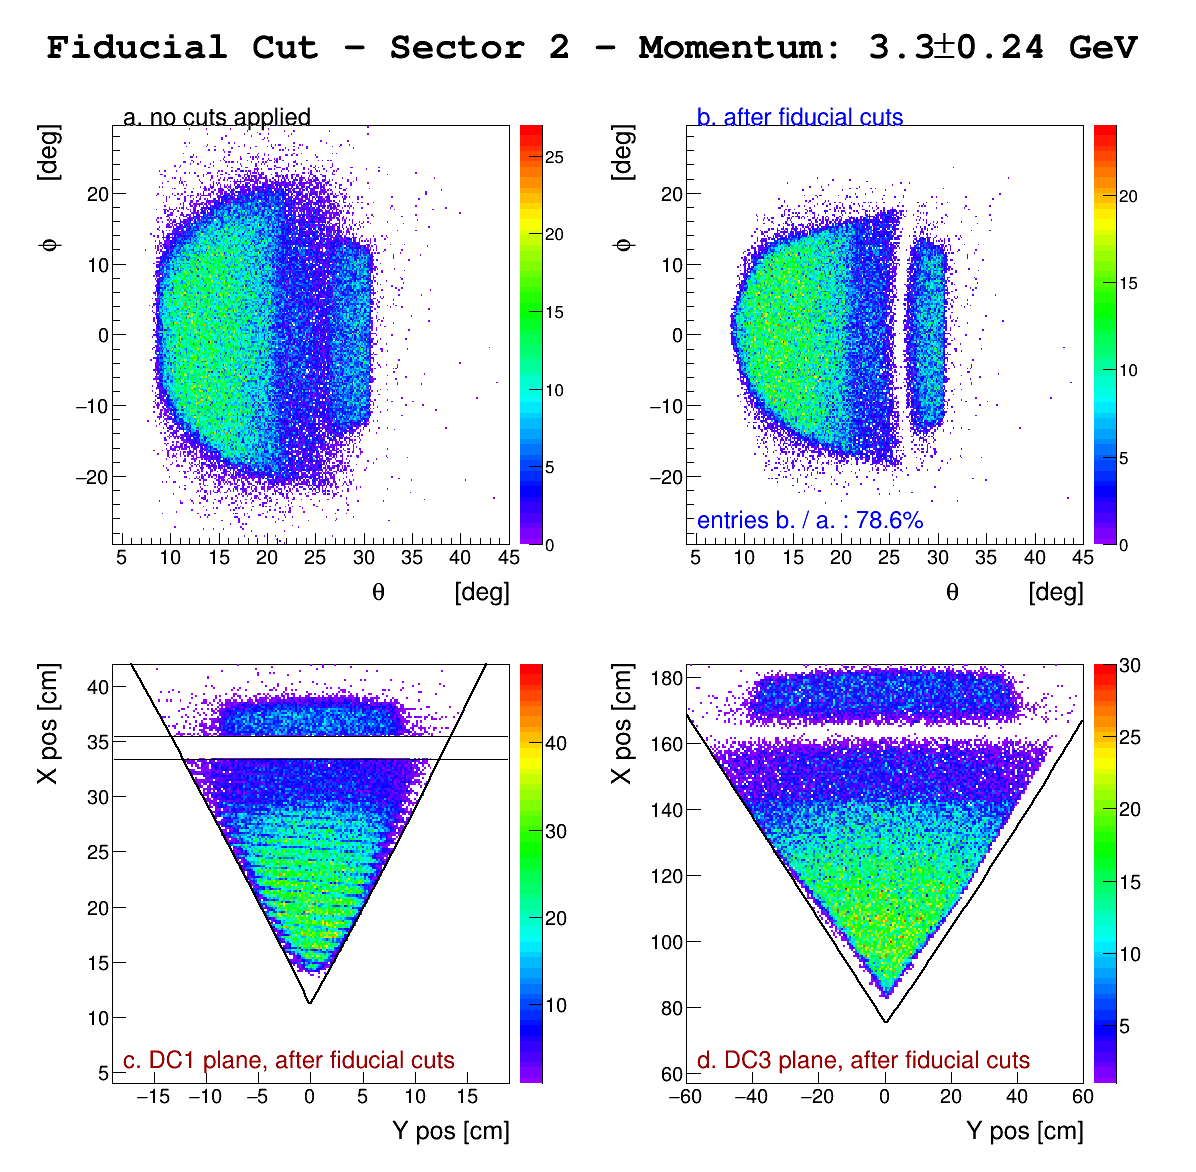 Fiducial Cut – Sector 2 – Momentum: 3.3±0.24 GeV
a. no cuts applied
φ [deg]
20
10
0
−10
−20
5 10 15 20 25 30 35 40 45
θ [deg]
25
20
15
10
5
0
b. after fiducial cuts
φ [deg]
20
10
0
−10
−20
entries b. / a. : 78.6%
5 10 15 20 25 30 35 40 45
θ [deg]
20
15
10
5
0
X pos [cm]
40
35
30
25
20
15
10
5
c. DC1 plane, after fiducial cuts
−15 −10 −5 0 5 10 15
Y pos [cm]
40
30
20
10
X pos [cm]
180
160
140
120
100
80
60
d. DC3 plane, after fiducial cuts
−60 −40 −20 0 20 40 60
Y pos [cm]
30
25
20
15
10
5